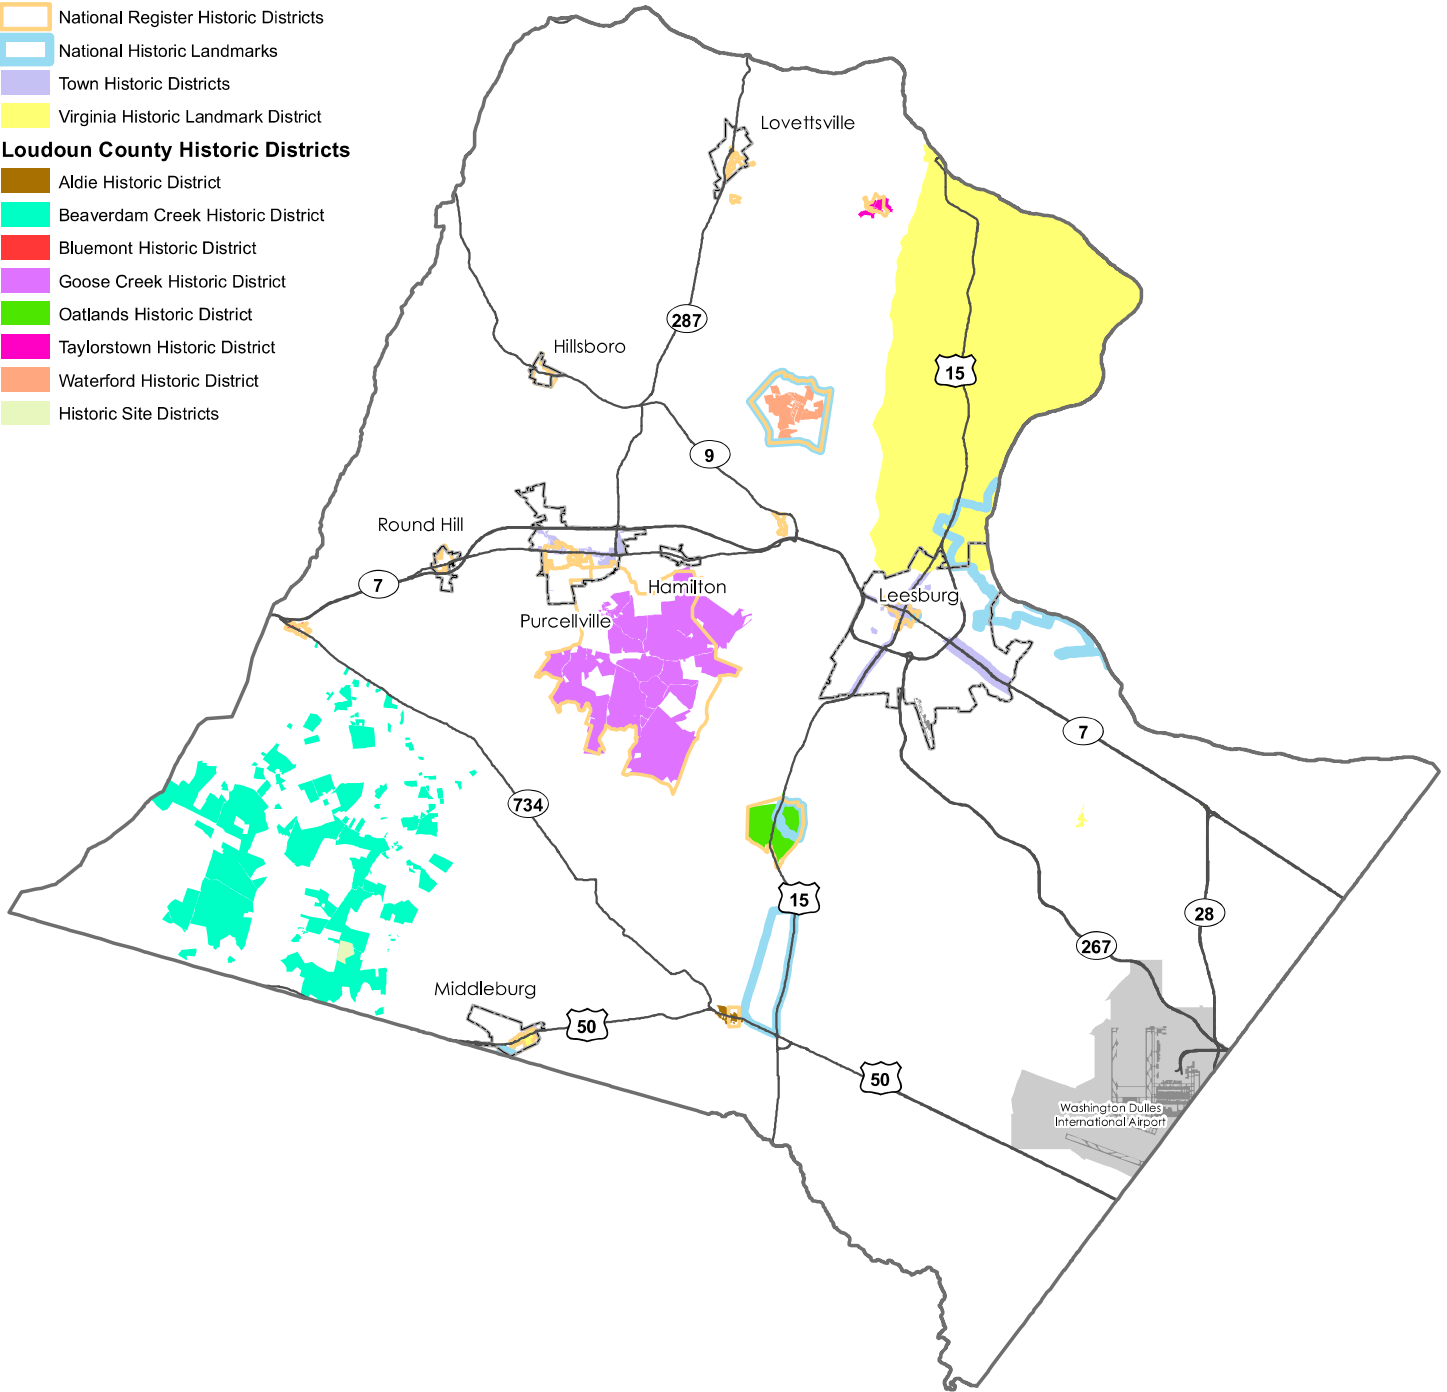 National Register Historic Districts
National Historic Landmarks
Town Historic Districts
Virginia Historic Landmark District
Loudoun County Historic Districts
Aldie Historic District
Beaverdam Creek Historic District
Bluemont Historic District
Goose Creek Historic District
Oatlands Historic District
Taylorstown Historic District
Waterford Historic District
Historic Site Districts
Lovettsville
287
Hillsboro
15
9
Round Hill
7
Hamilton
Leesburg
Purcellville
7
734
15
28
267
Middleburg
50
50
Washington Dulles
International Airport